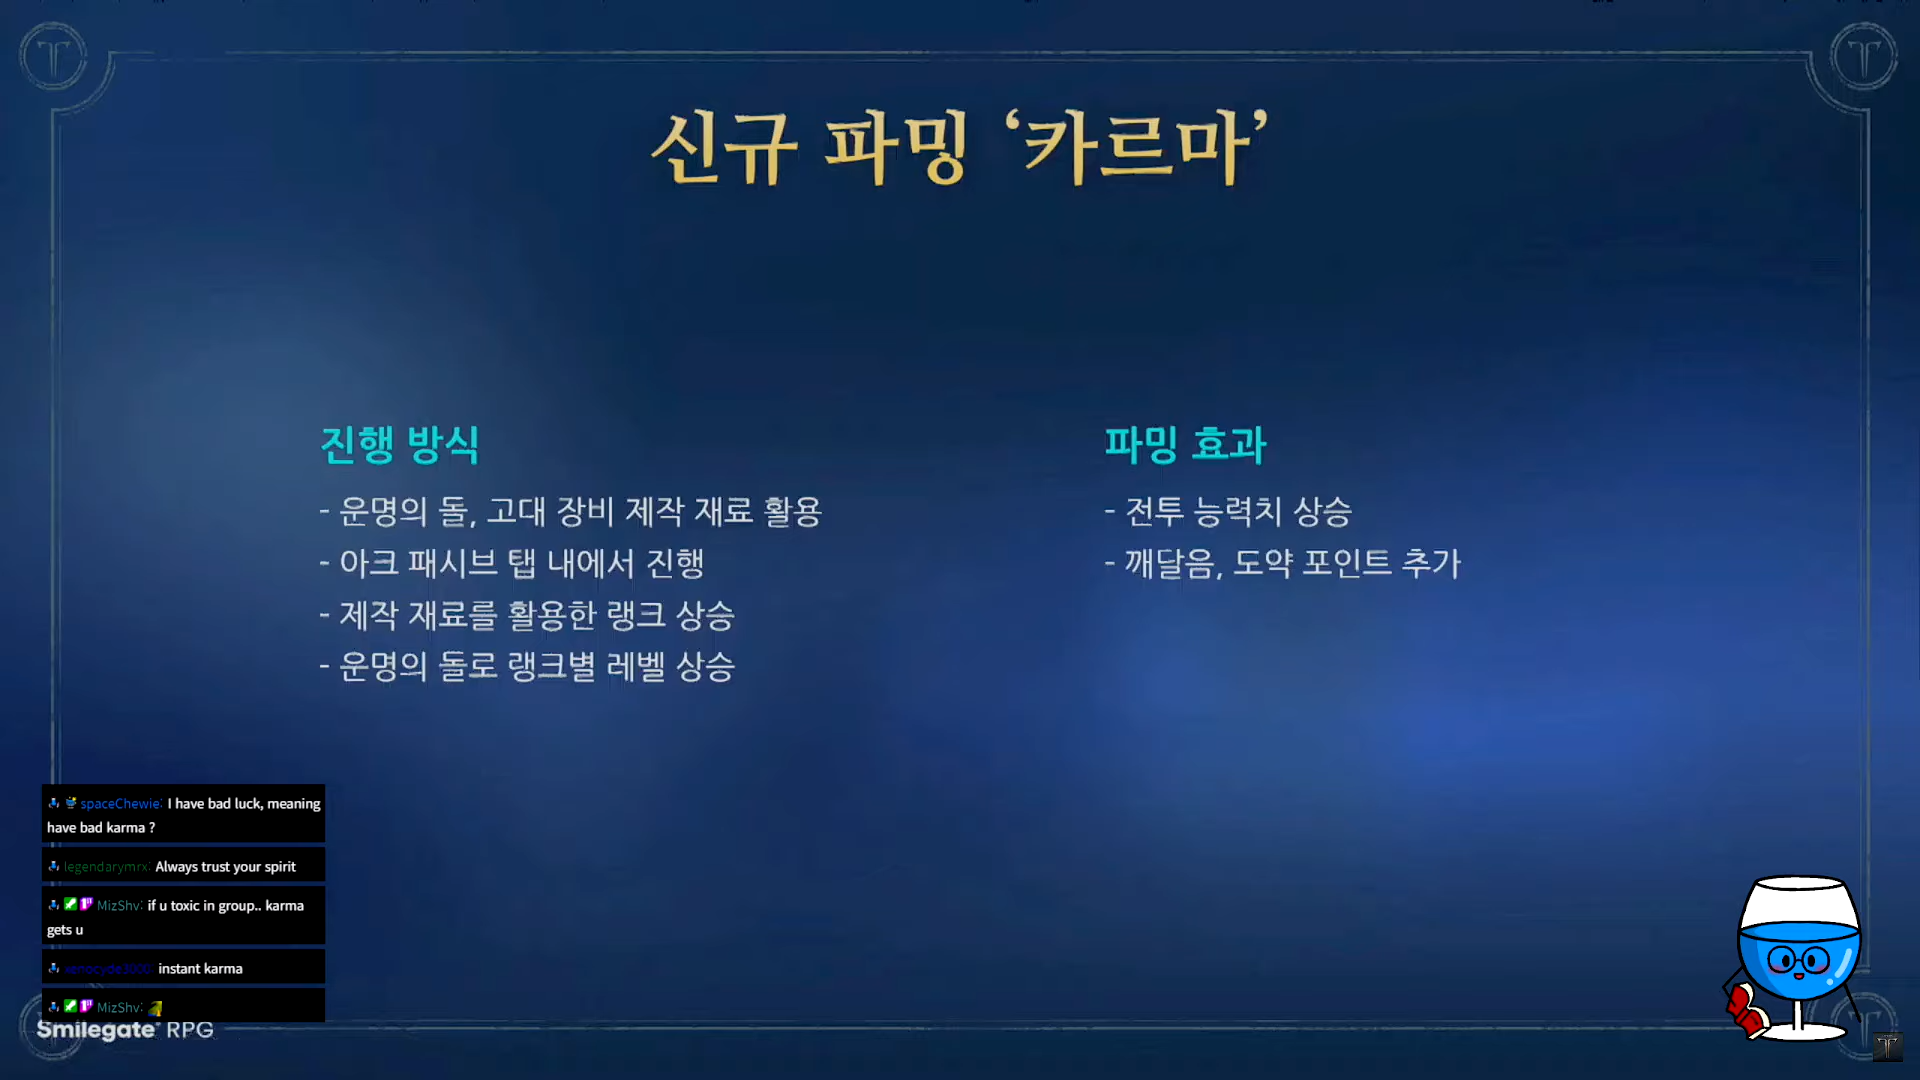 신규 파밍 ‘카르마’
진행 방식
- 운명의 돌, 고대 장비 제작 재료 활용
- 아크 패시브 탭 내에서 진행
- 제작 재료를 활용한 랭크 상승
- 운명의 돌로 랭크별 레벨 상승
파밍 효과
- 전투 능력치 상승
- 깨달음, 도약 포인트 추가
spaceChewie: I have bad luck, meaning
have bad karma ?
legendarymrx: Always trust your spirit
MizShv: if u toxic in group.. karma
gets u
instant karma
MizShv:
Smilegate RPG